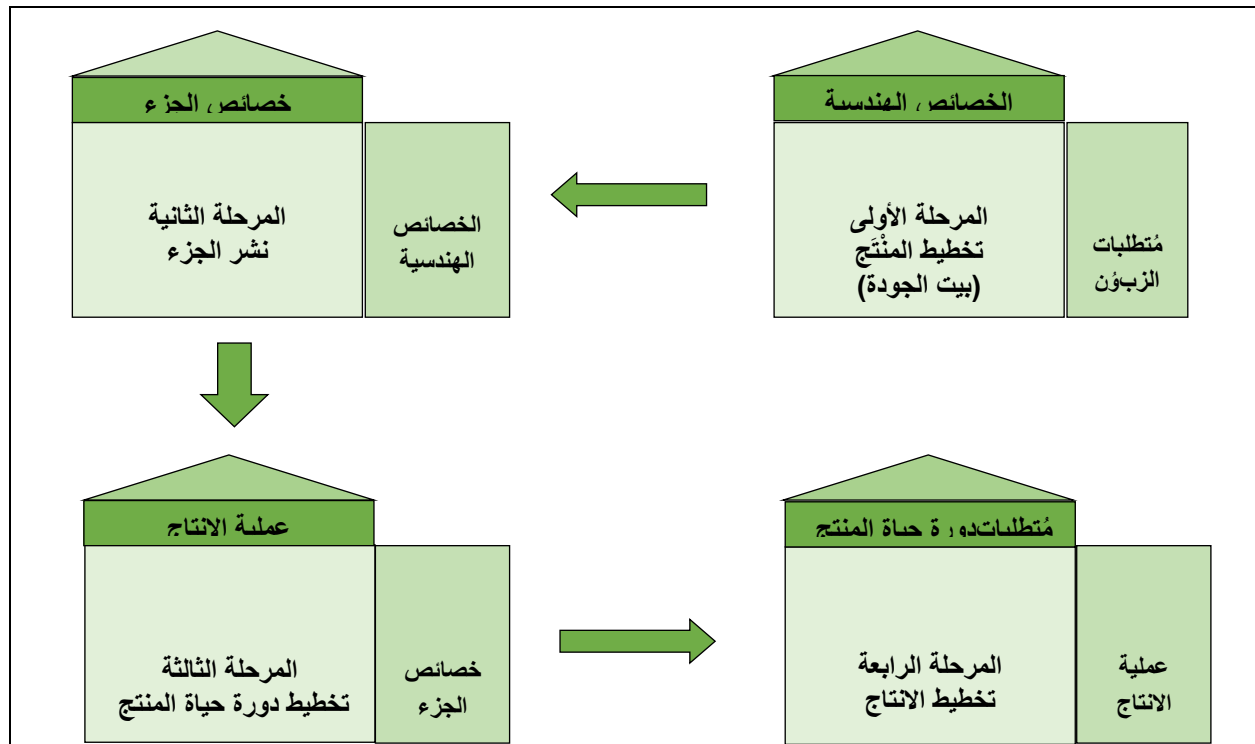 الخصائص الهندسية
المرحلة الأولى
تخطيط المنْتَج
(بيت الجودة)
مُتطلبات
الزبوُن
خصائص الجزء
المرحلة الثانية
نشر الجزء
الخصائص
الهندسية
عملية الانتاج
المرحلة الثالثة
تخطيط دورة حياة المنتج
خصائص
الجزء
مُتطلبات دورة حياة المنتج
المرحلة الرابعة
تخطيط الانتاج
عملية
الانتاج